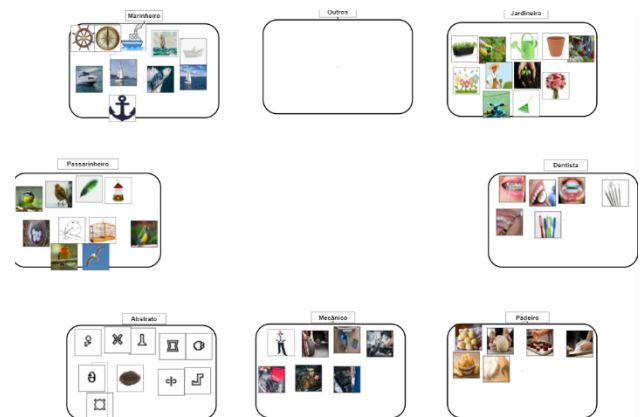 Marinheiro
Outros
Jardineiro
Passarinheiro
Dentista
Abstrato
Mecânico
Padeiro